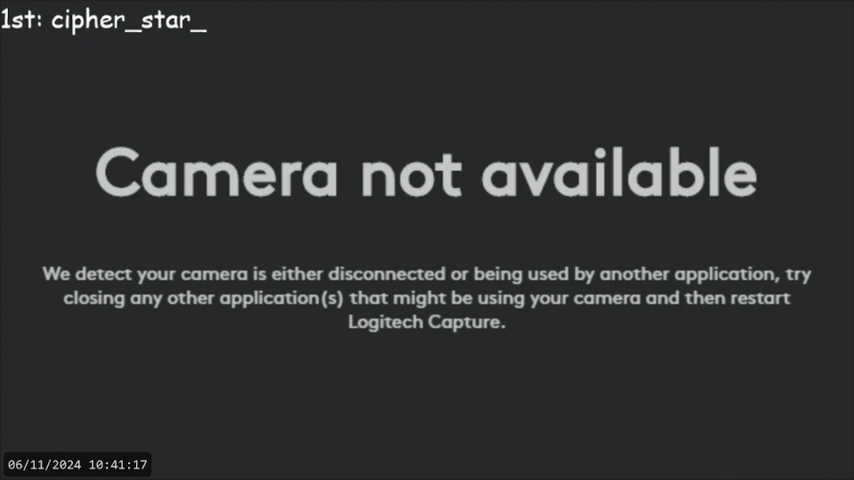 1st: cipher_star_
Camera not available
We detect your camera is either disconnected or being used by another application, try
closing any other application(s) that might be using your camera and then restart
Logitech Capture.
06/11/2024 10:41:17